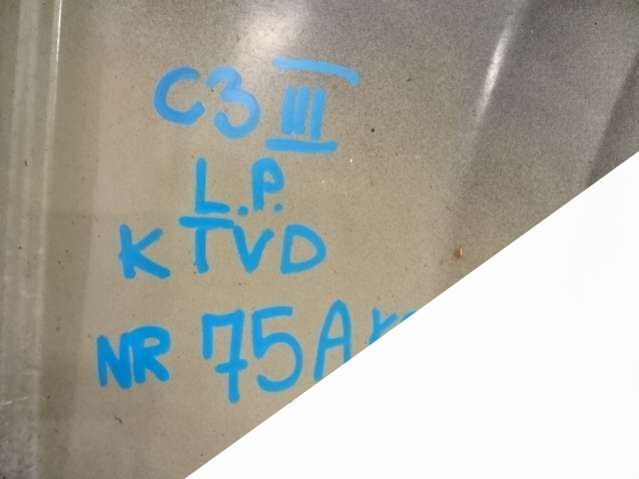 C3 III
L.P.
KTVD
NR 75A